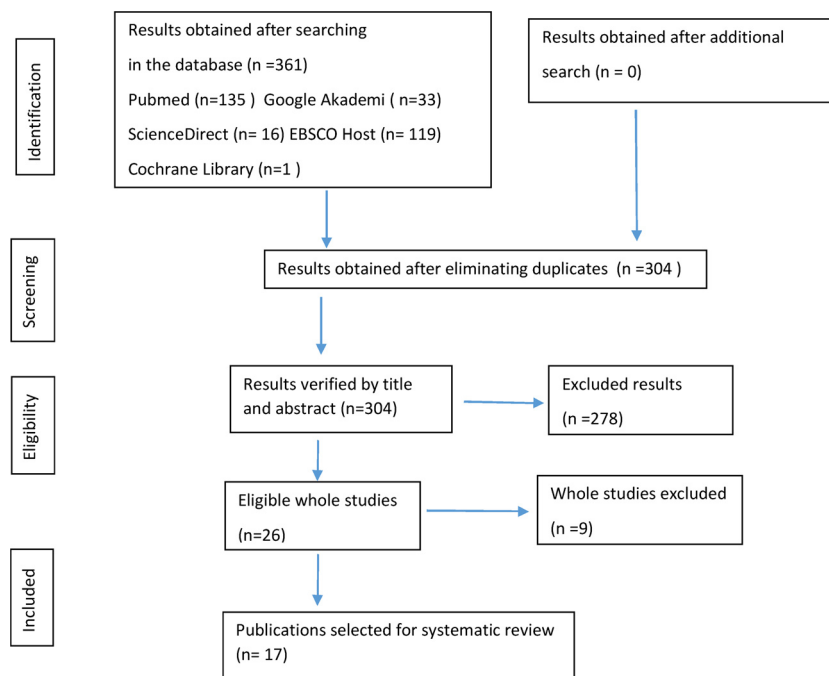 Identification
Results obtained after searching
in the database (n =361)
Pubmed (n=135 )  Google Akademi ( n=33)
ScienceDirect (n= 16) EBSCO Host (n= 119)
Cochrane Library (n=1 )
Results obtained after additional
search (n = 0)
Screening
Results obtained after eliminating duplicates  (n =304 )
Eligibility
Results verified by title
and abstract (n=304)
Excluded results
(n =278)
Eligible whole studies
(n=26)
Whole studies excluded
(n =9)
Included
Publications selected for systematic review
(n= 17)